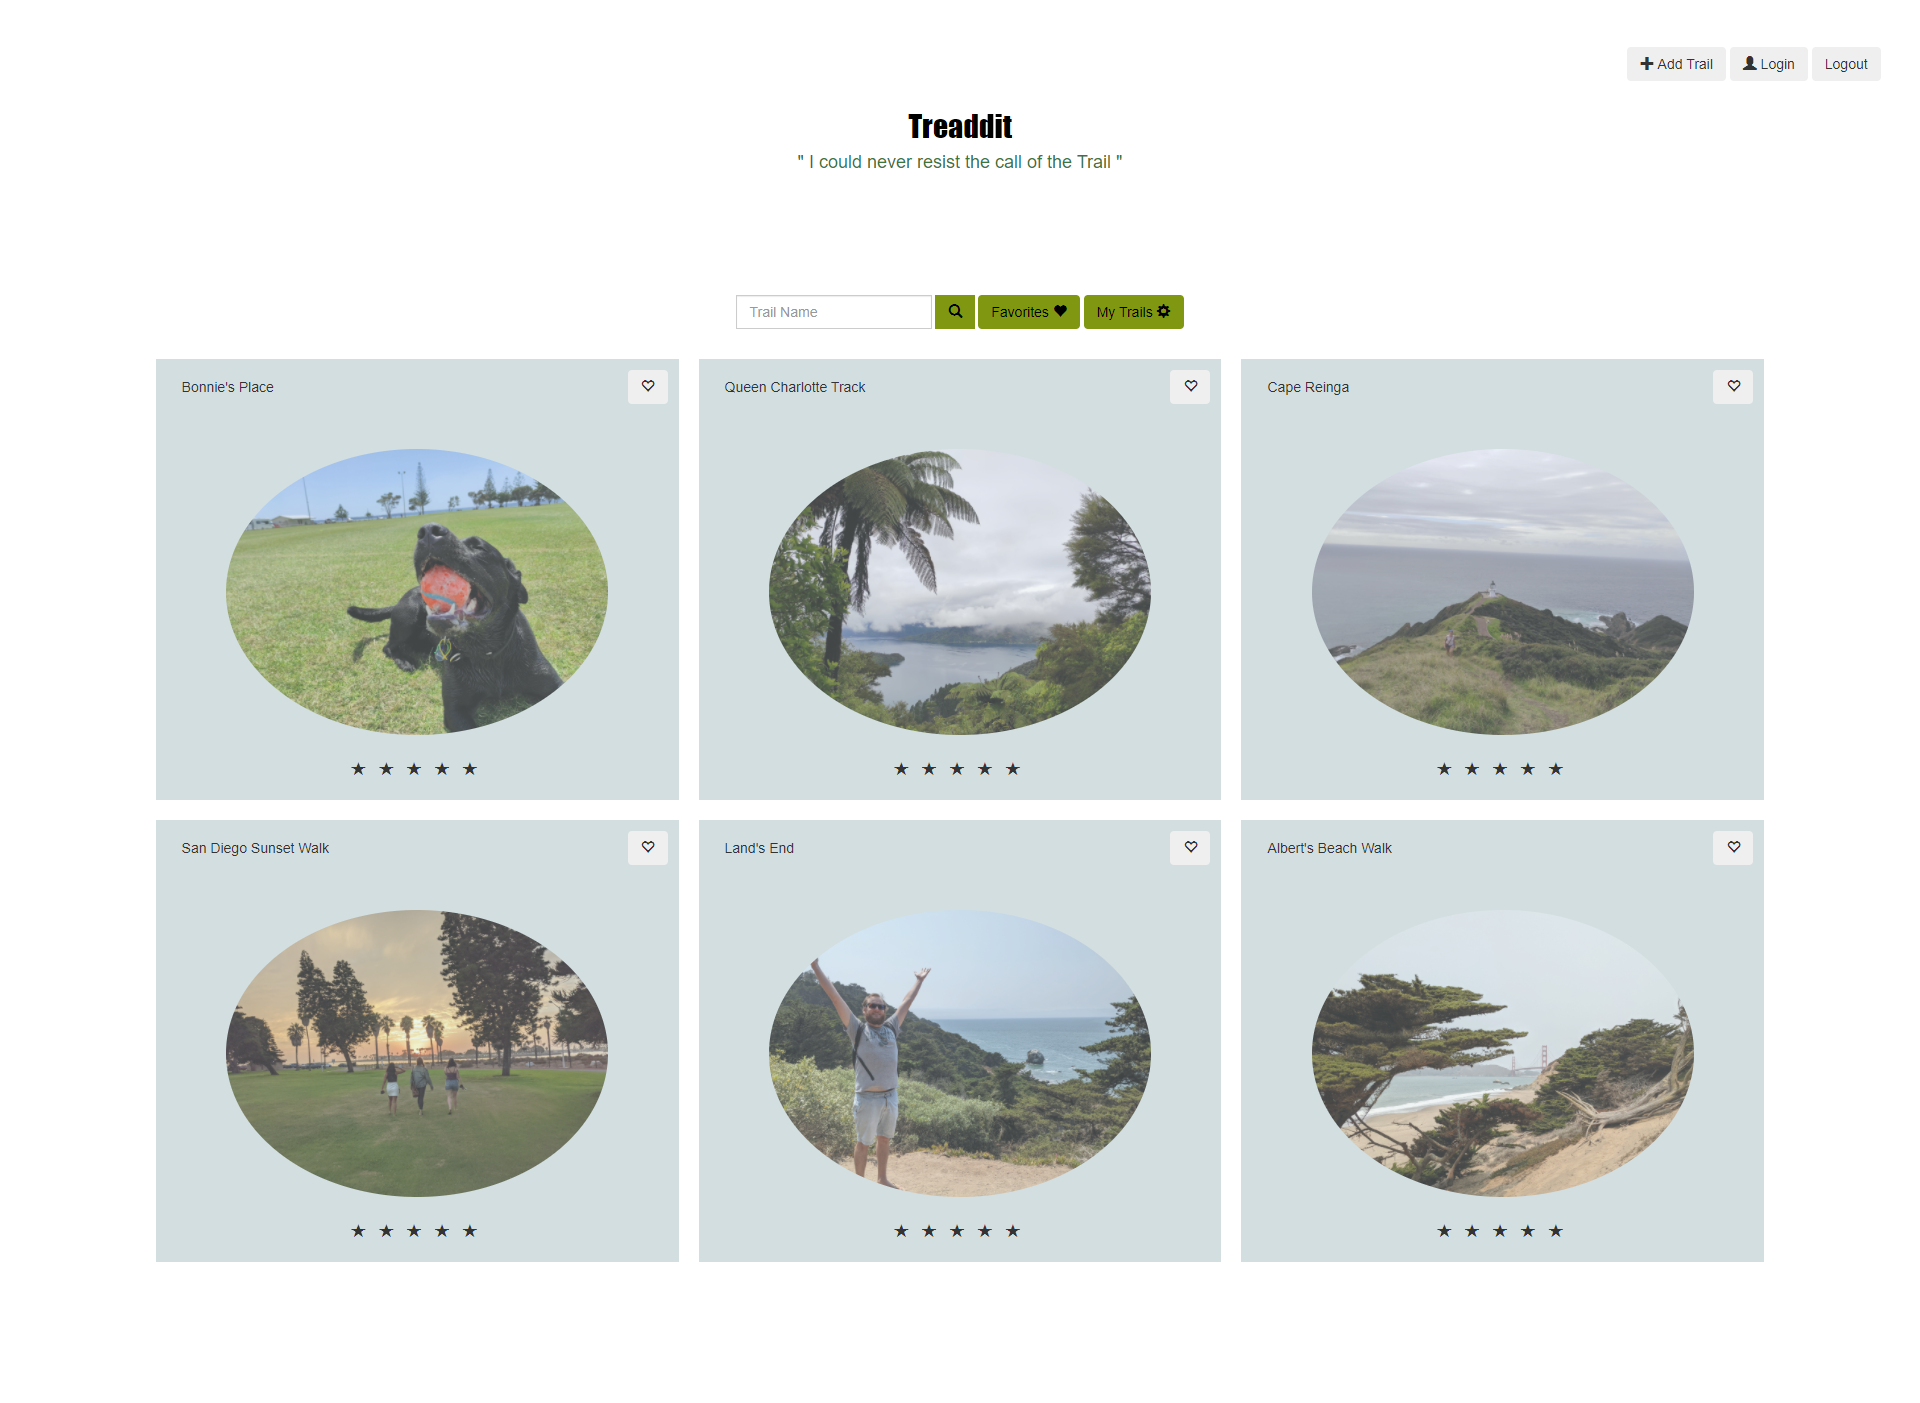 Add Trail Login Logout
Treaddit
" I could never resist the call of the Trail "
Trail Name Favorites My Trails
Bonnie's Place
Queen Charlotte Track
Cape Reinga
San Diego Sunset Walk
Land's End
Albert's Beach Walk